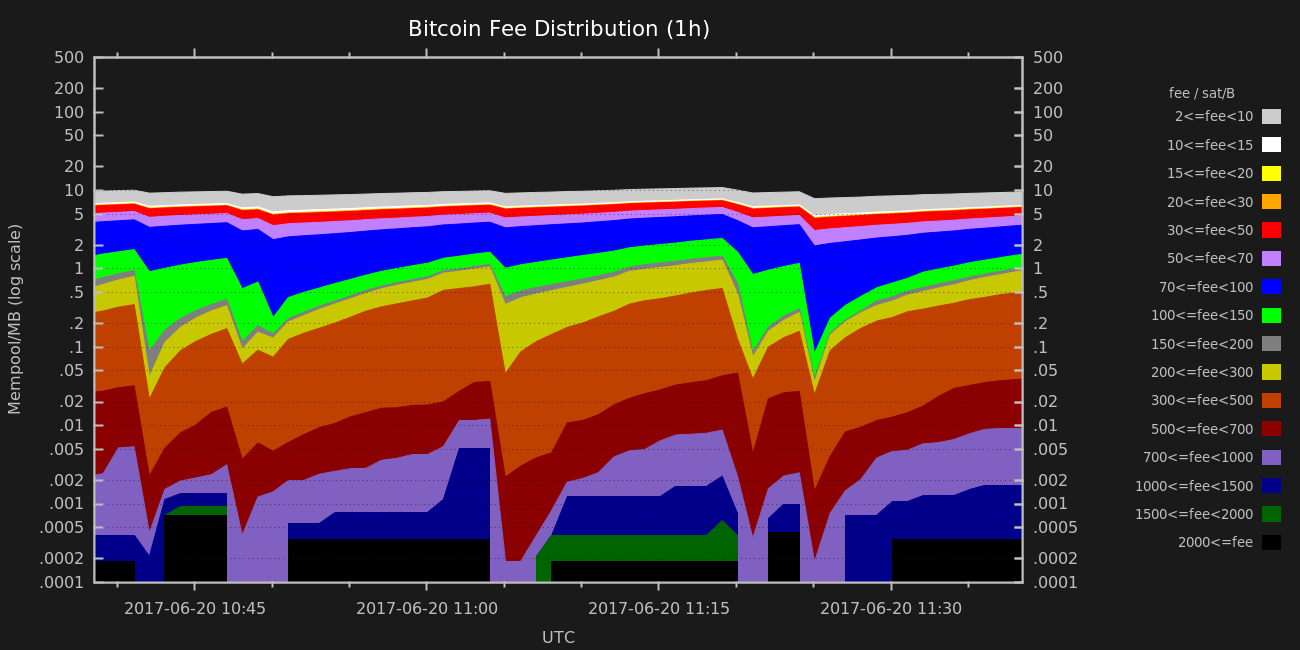 Bitcoin Fee Distribution (1h)
500 500
200 200
100 100
50 50
20 20
10 10
5 5
2 2
1 1
.5 .5
.2 .2
.1 .1
.05 .05
.02 .02
.01 .01
.005 .005
.002 .002
.001 .001
.0005 .0005
.0002 .0002
.0001 .0001
Mempool/MB (log scale)
2017-06-20 10:45 2017-06-20 11:00 2017-06-20 11:15 2017-06-20 11:30
UTC
fee / sat/B
2<=fee<10
10<=fee<15
15<=fee<20
20<=fee<30
30<=fee<50
50<=fee<70
70<=fee<100
100<=fee<150
150<=fee<200
200<=fee<300
300<=fee<500
500<=fee<700
700<=fee<1000
1000<=fee<1500
1500<=fee<2000
2000<=fee